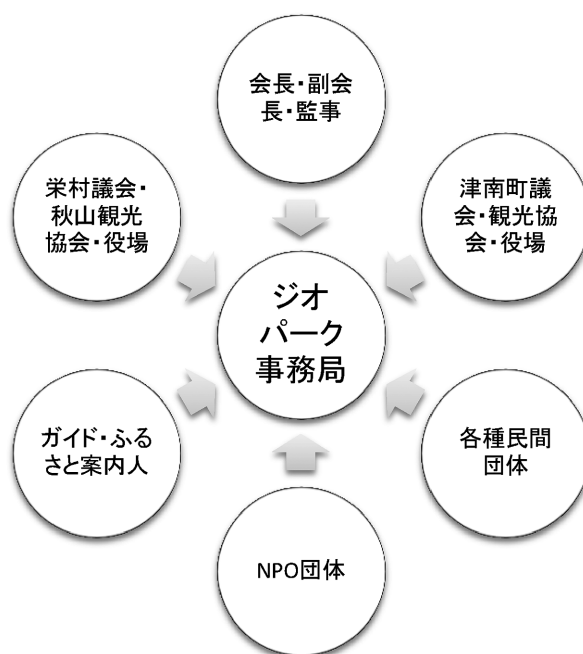 会長・副会
長・監事
栄村議会・
秋山観光
協会・役場
津南町議
会・観光協
会・役場
ジオ
パーク
事務局
ガイド・ふる
さと案内人
各種民間
団体
NPO団体